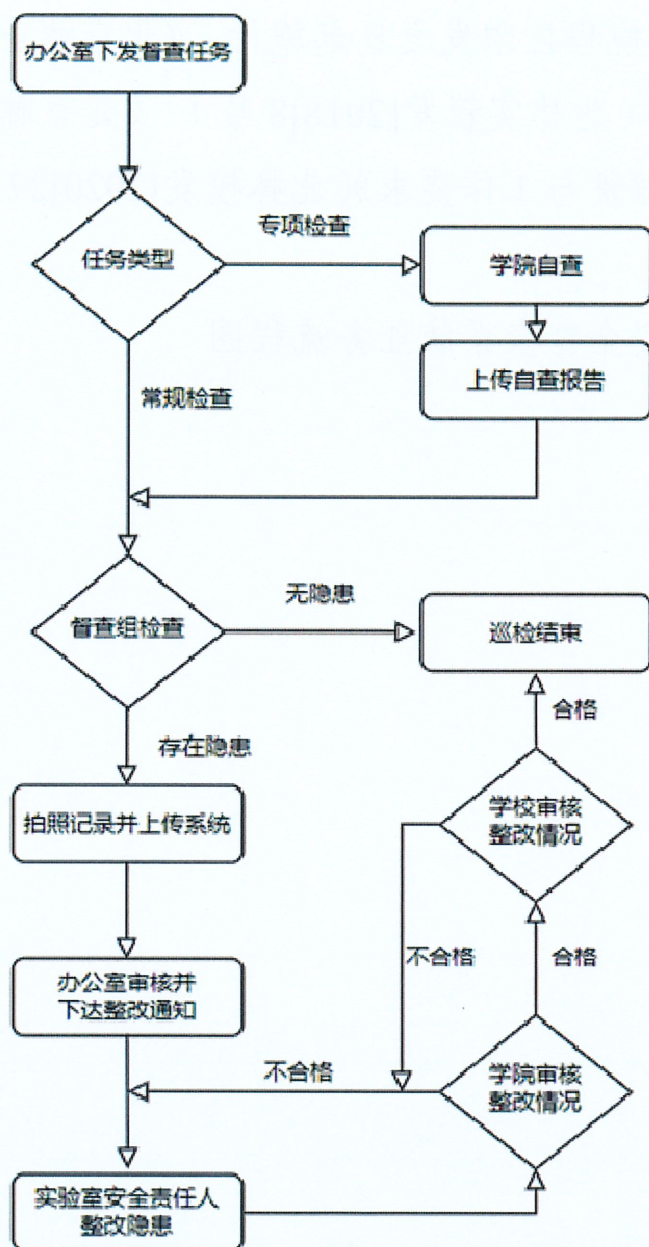 办公室下发督查任务
任务类型
专项检查
学院自查
上传自查报告
常规检查
督查组检查
无隐患
巡检结束
存在隐患
合格
拍照记录并上传系统
学校审核
整改情况
不合格
合格
办公室审核并
下达整改通知
不合格
学院审核
整改情况
实验室安全责任人
整改隐患